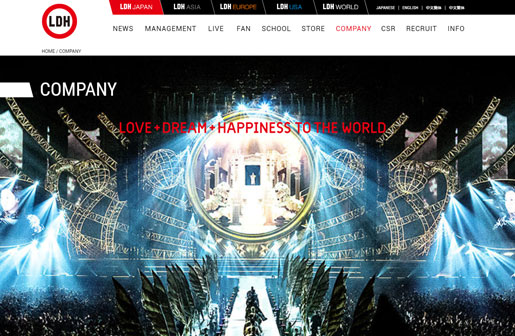 LDH JAPAN LDH ASIA LDH EUROPE LDH USA LDH WORLD JAPANESE | ENGLISH | 中文简体 | 中文繁体
LDH
NEWS MANAGEMENT LIVE FAN SCHOOL STORE COMPANY CSR RECRUIT INFO
HOME / COMPANY
COMPANY
LOVE+DREAM+HAPPINESS TO THE WORLD